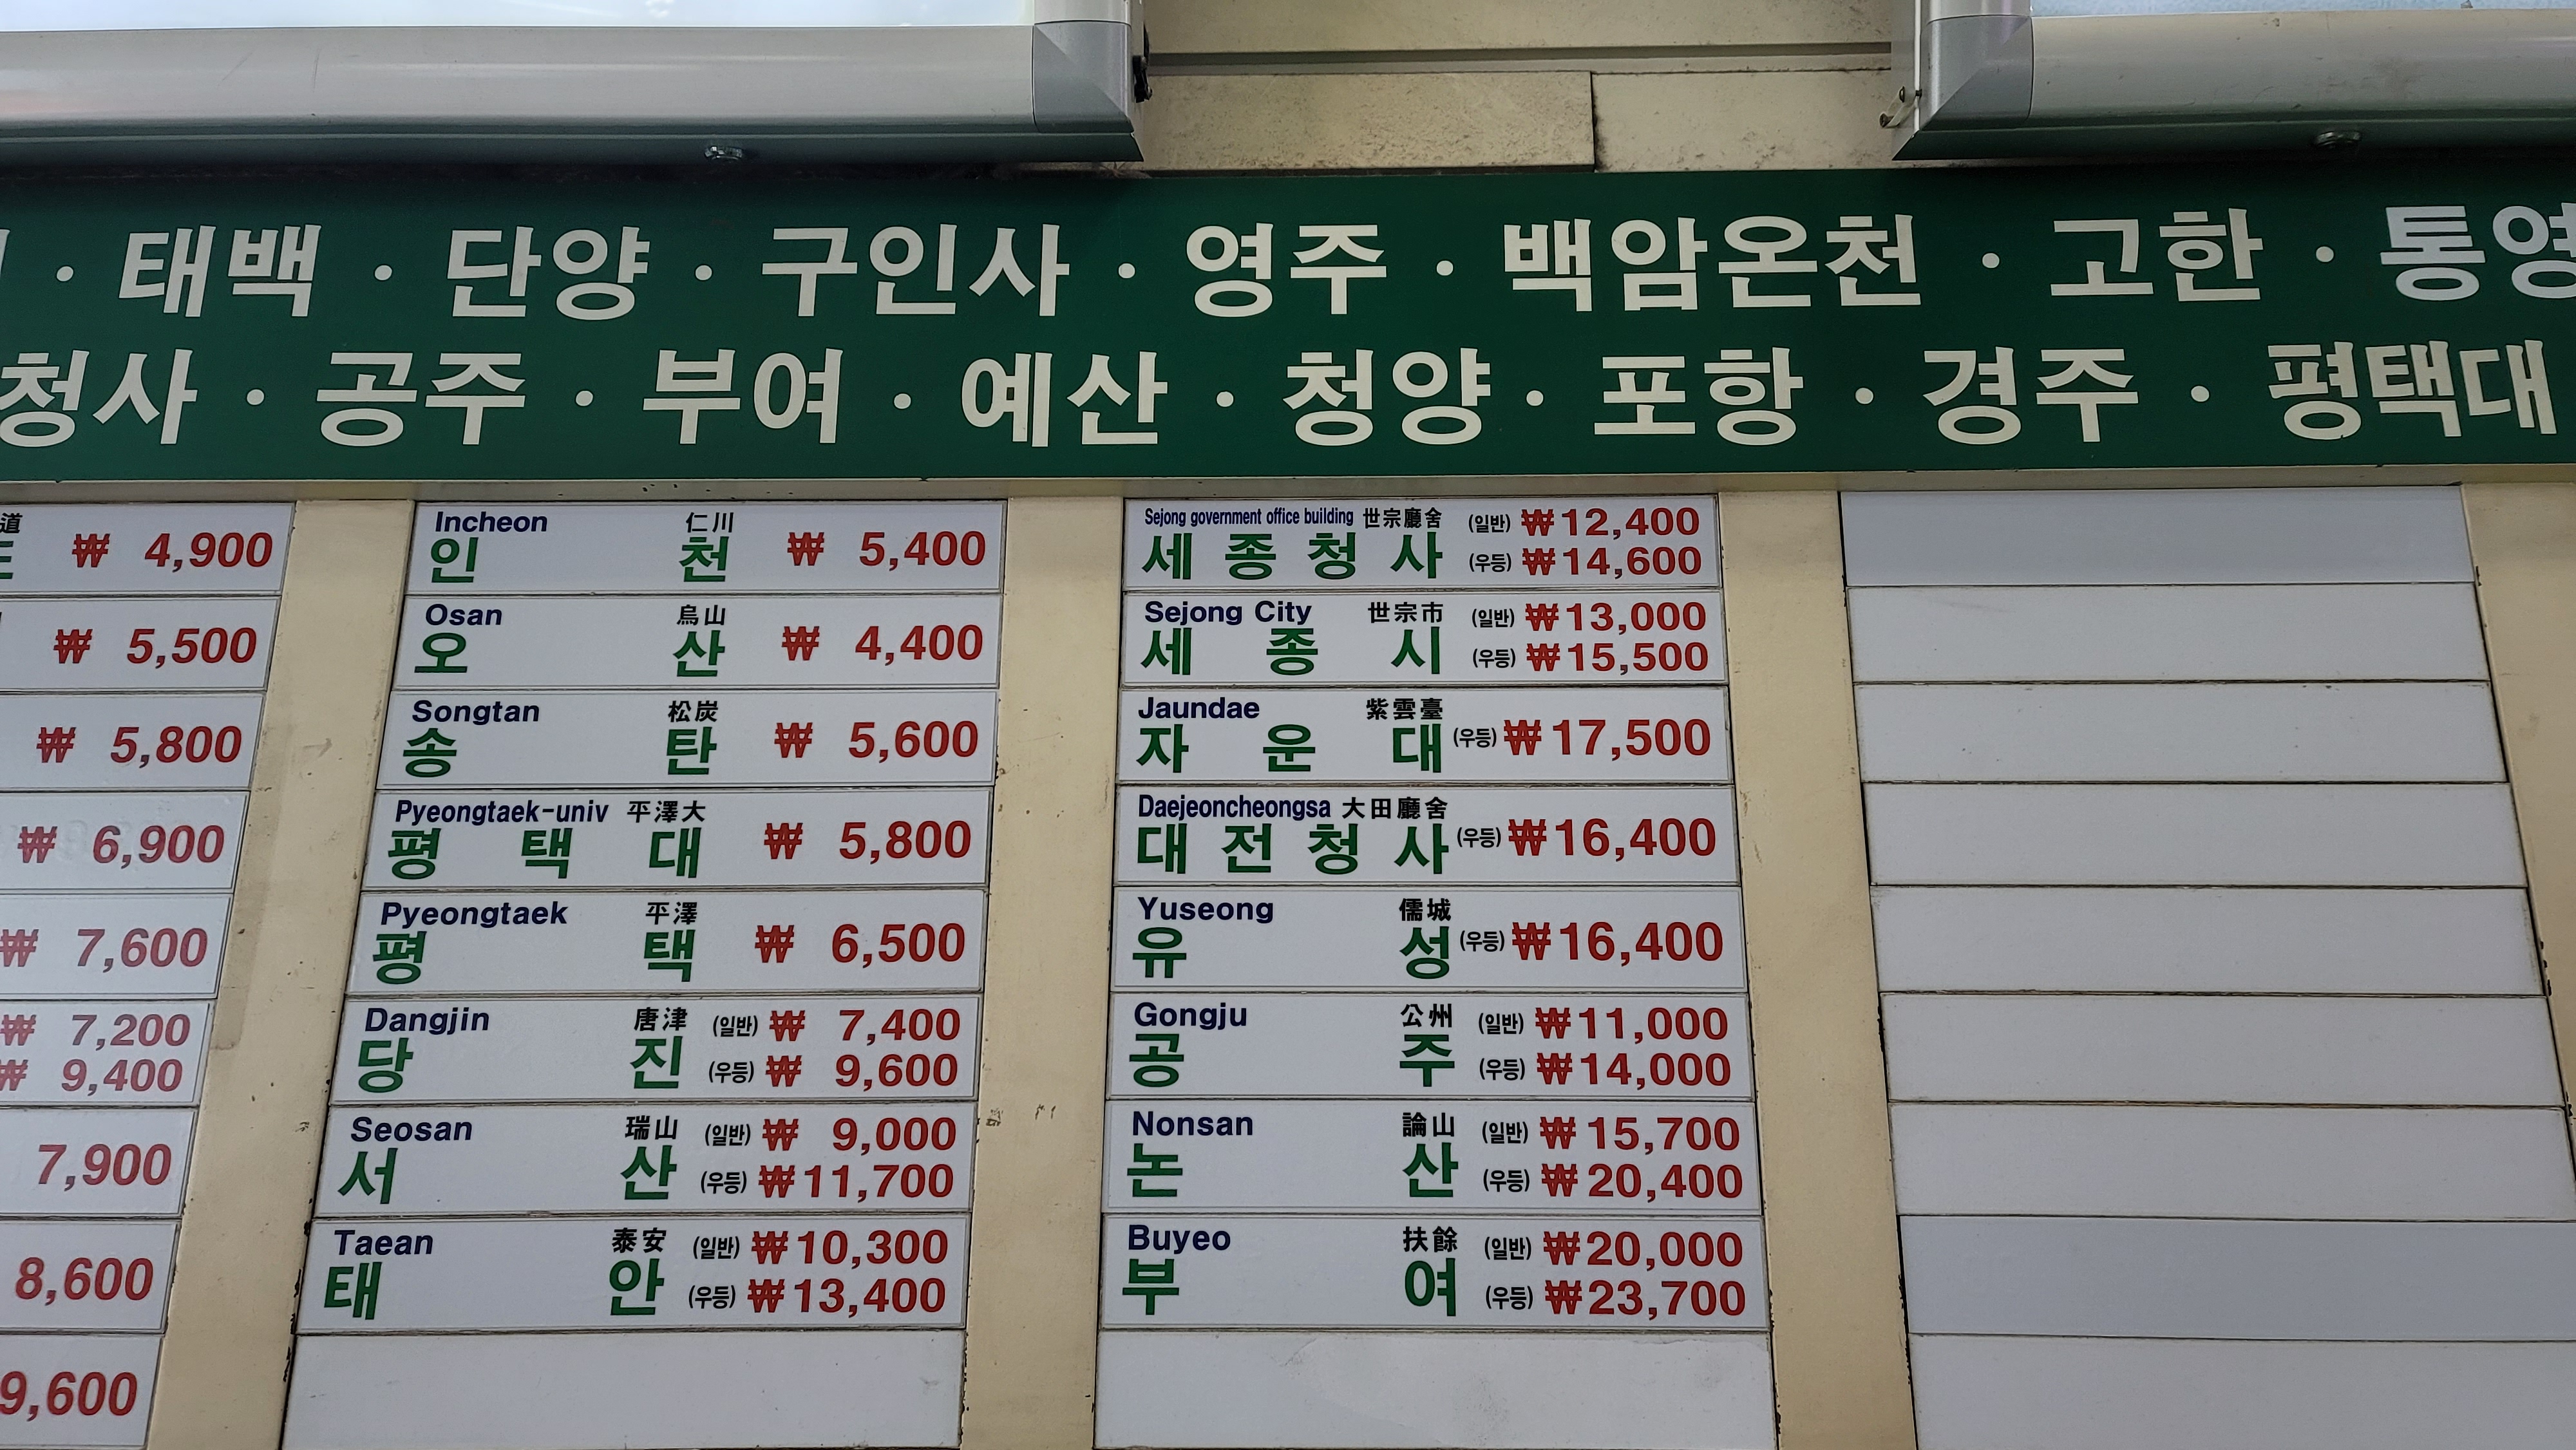 · 태백 · 단양 · 구인사 · 영주 · 백암온천 · 고한 · 통영
청사 · 공주 · 부여 · 예산 · 청양 · 포항 · 경주 · 평택대
道
₩ 4,900
₩ 5,500
₩ 5,800
₩ 6,900
₩ 7,600
₩ 7,200
₩ 9,400
7,900
8,600
9,600
Incheon 仁川
인천 ₩ 5,400
Osan 烏山
오산 ₩ 4,400
Songtan 松炭
송탄 ₩ 5,600
Pyeongtaek-univ 平澤大
평택대 ₩ 5,800
Pyeongtaek 平澤
평택 ₩ 6,500
Dangjin 唐津 (일반) ₩ 7,400
당진 (우등) ₩ 9,600
Seosan 瑞山 (일반) ₩ 9,000
서산 (우등) ₩11,700
Taean 泰安 (일반) ₩10,300
태안 (우등) ₩13,400
Sejong government office building 世宗廳舍 (일반) ₩12,400
세종청사 (우등) ₩14,600
Sejong City 世宗市 (일반) ₩13,000
세종시 (우등) ₩15,500
Jaundae 紫雲臺
자운대 (우등) ₩17,500
Daejeoncheongsa 大田廳舍
대전청사 (우등) ₩16,400
Yuseong 儒城
유성 (우등) ₩16,400
Gongju 公州 (일반) ₩11,000
공주 (우등) ₩14,000
Nonsan 論山 (일반) ₩15,700
논산 (우등) ₩20,400
Buyeo 扶餘 (일반) ₩20,000
부여 (우등) ₩23,700